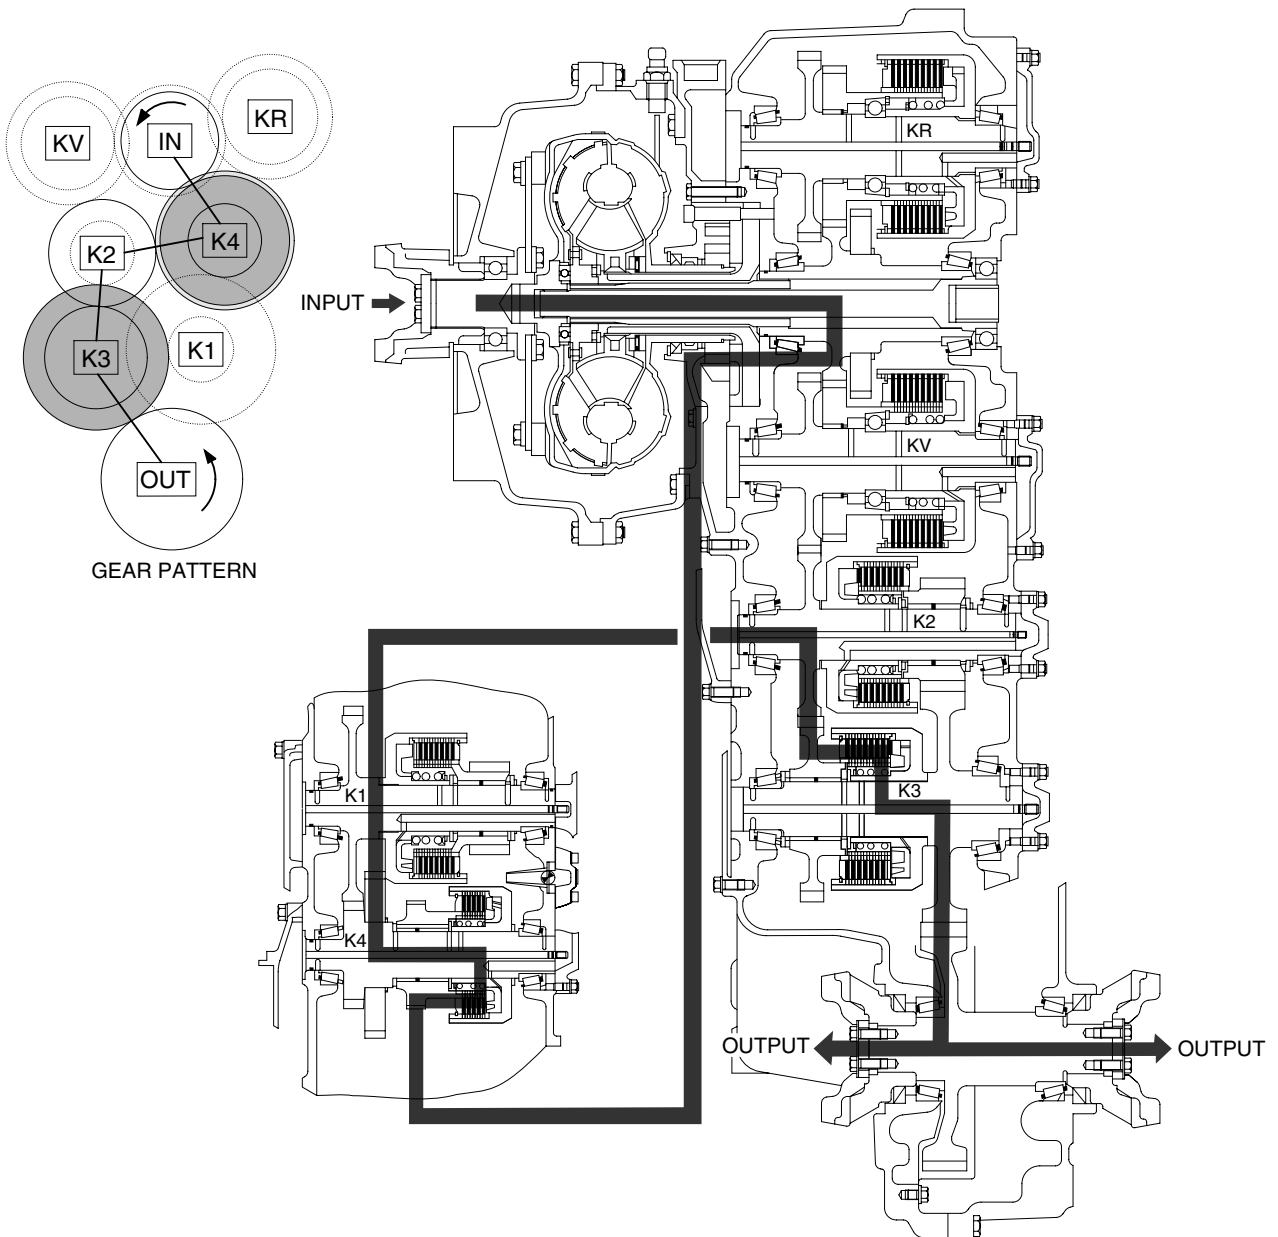 KV
IN
KR
K2
K4
K3
K1
OUT
GEAR PATTERN
INPUT
KR
KV
K2
K3
K1
K4
OUTPUT
OUTPUT